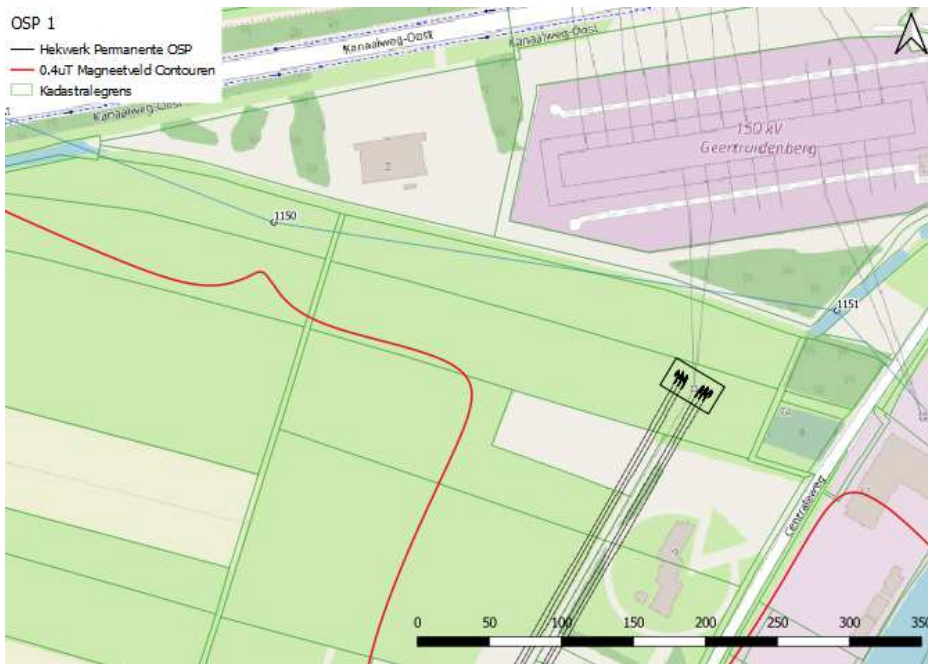 OSP 1
Hekwerk Permanente OSP
0.4uT Magneetveld Contouren
Kadastralegrens
Kanaalweg-Oost
Kanaalweg-Oost
Kanaalweg-Oost
150 kV
Geertruidenberg
2
1150
1151
Centraleweg
0 50 100 150 200 250 300 350